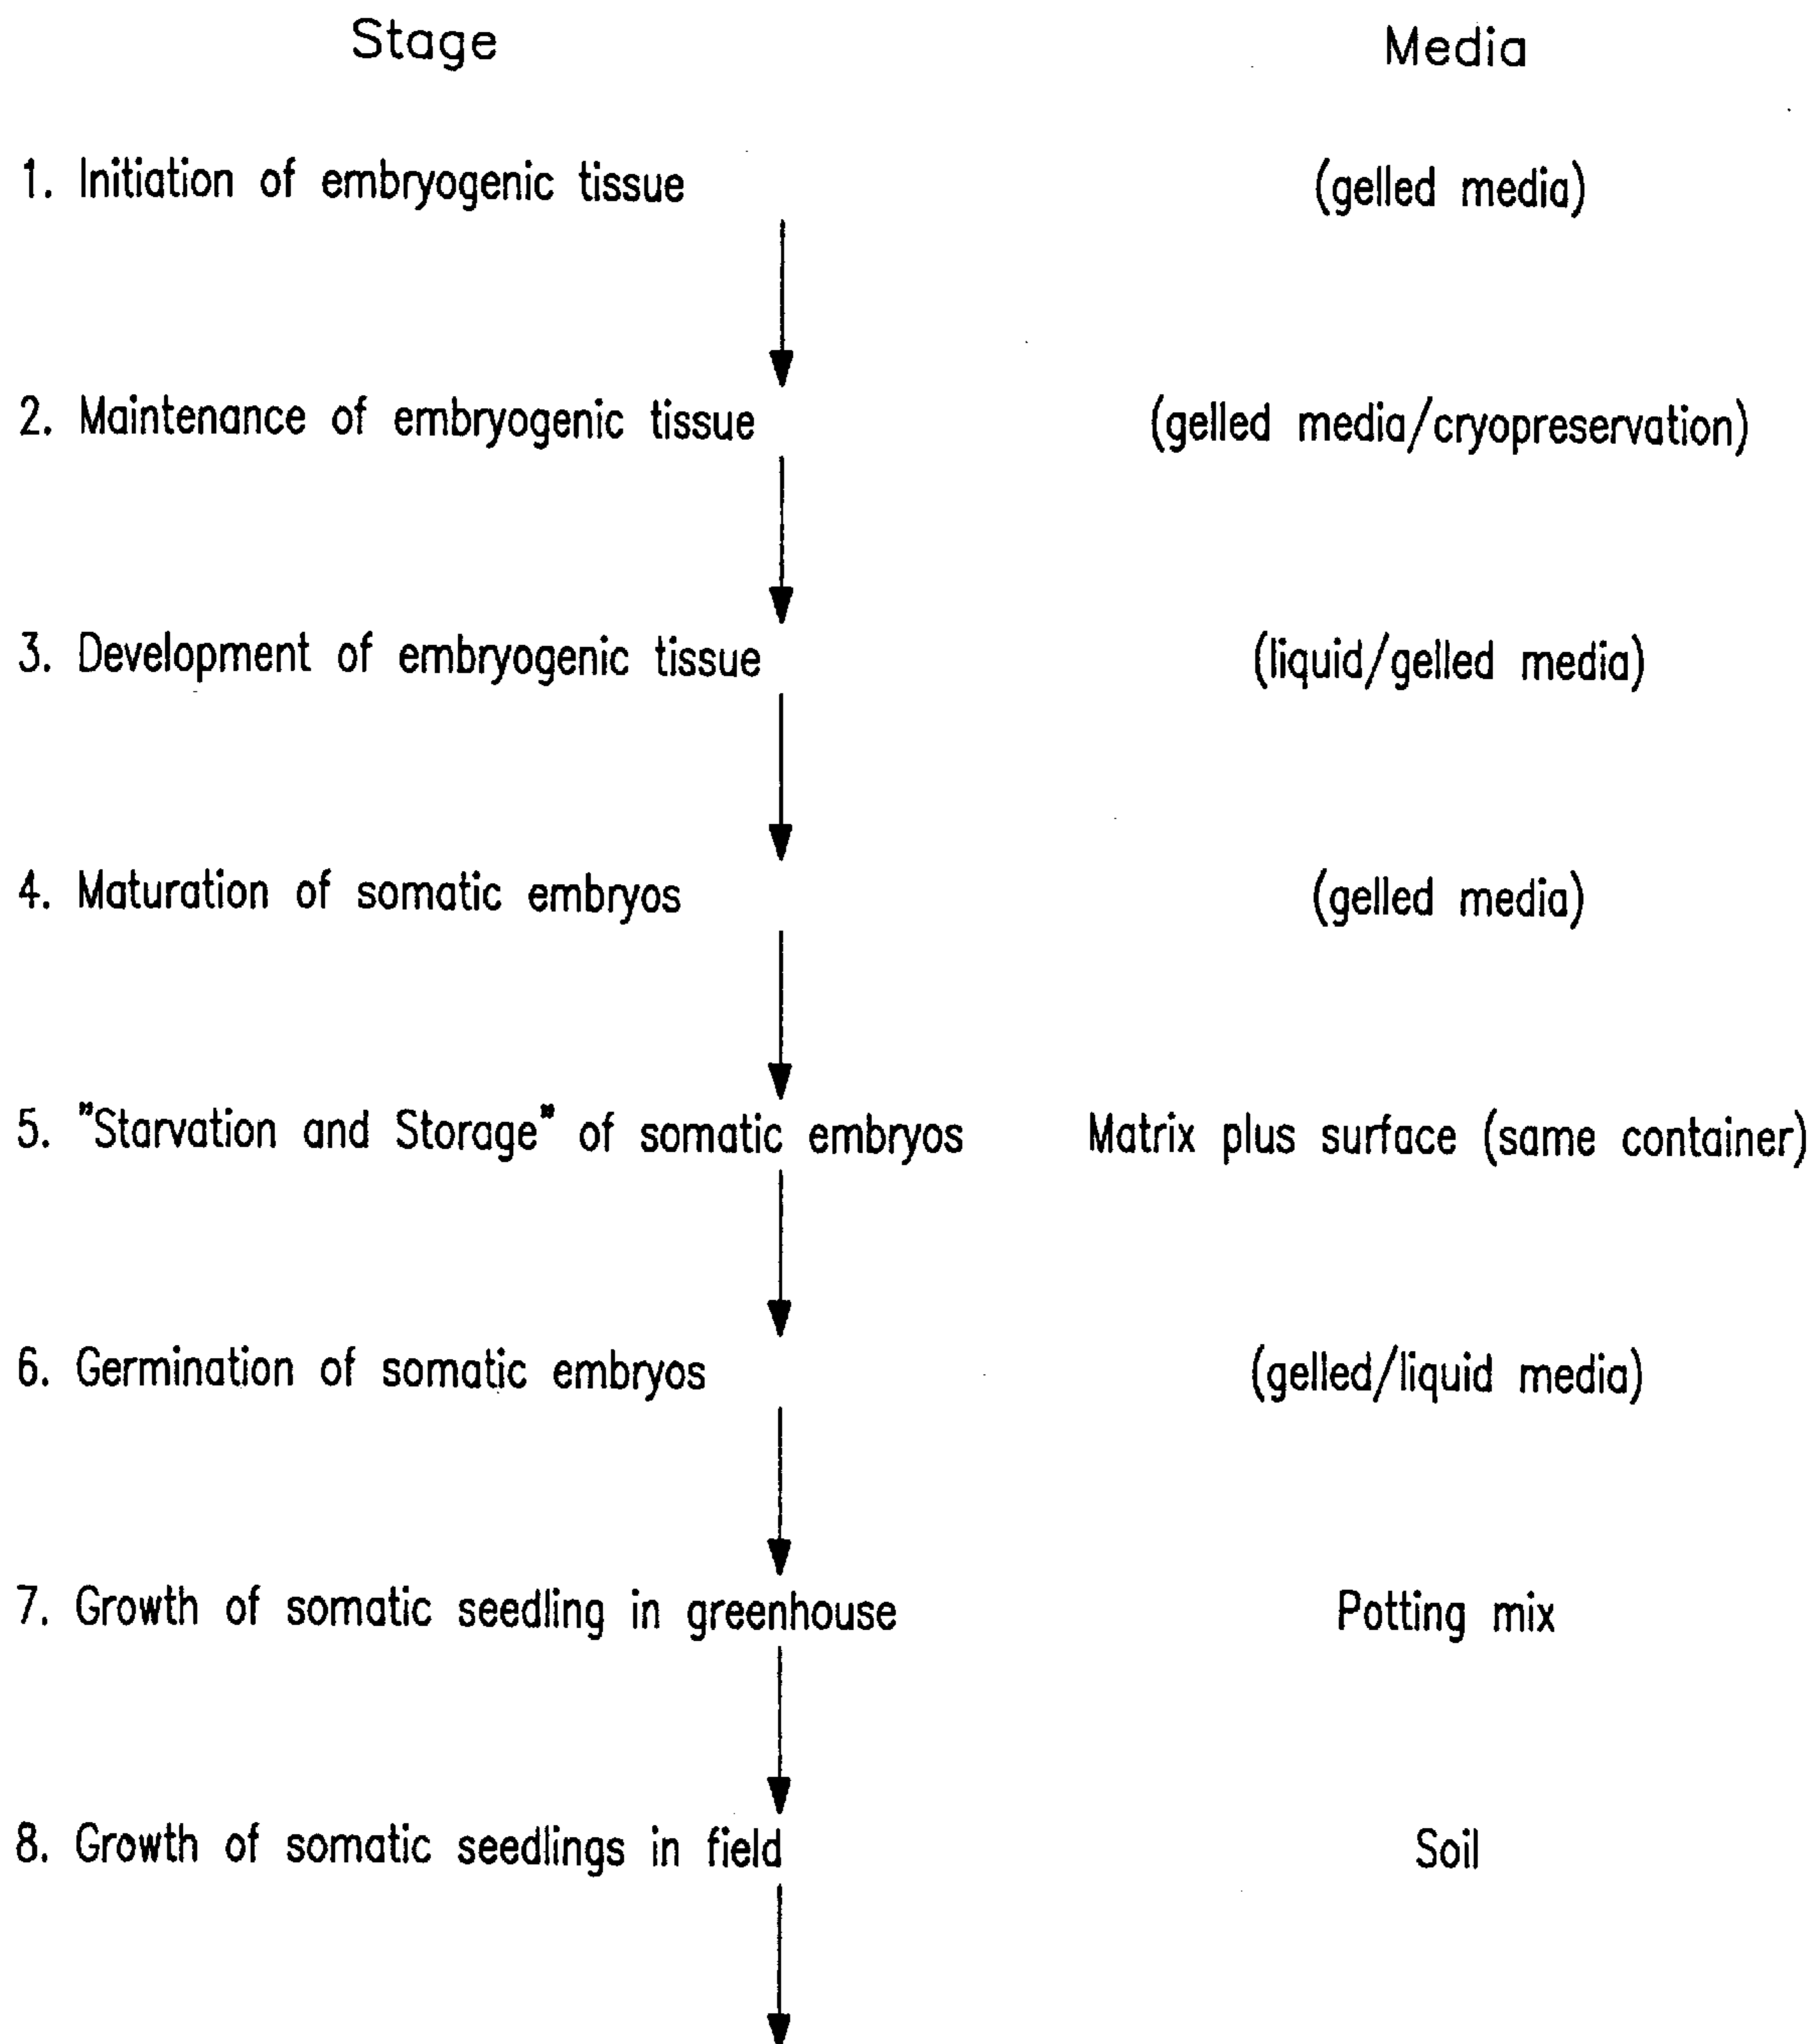 Stage Media
1. Initiation of embryogenic tissue (gelled media)
2. Maintenance of embryogenic tissue (gelled media/cryopreservation)
3. Development of embryogenic tissue (liquid/gelled media)
4. Maturation of somatic embryos (gelled media)
5. "Starvation and Storage" of somatic embryos Matrix plus surface (same container)
6. Germination of somatic embryos (gelled/liquid media)
7. Growth of somatic seedling in greenhouse Potting mix
8. Growth of somatic seedlings in field Soil